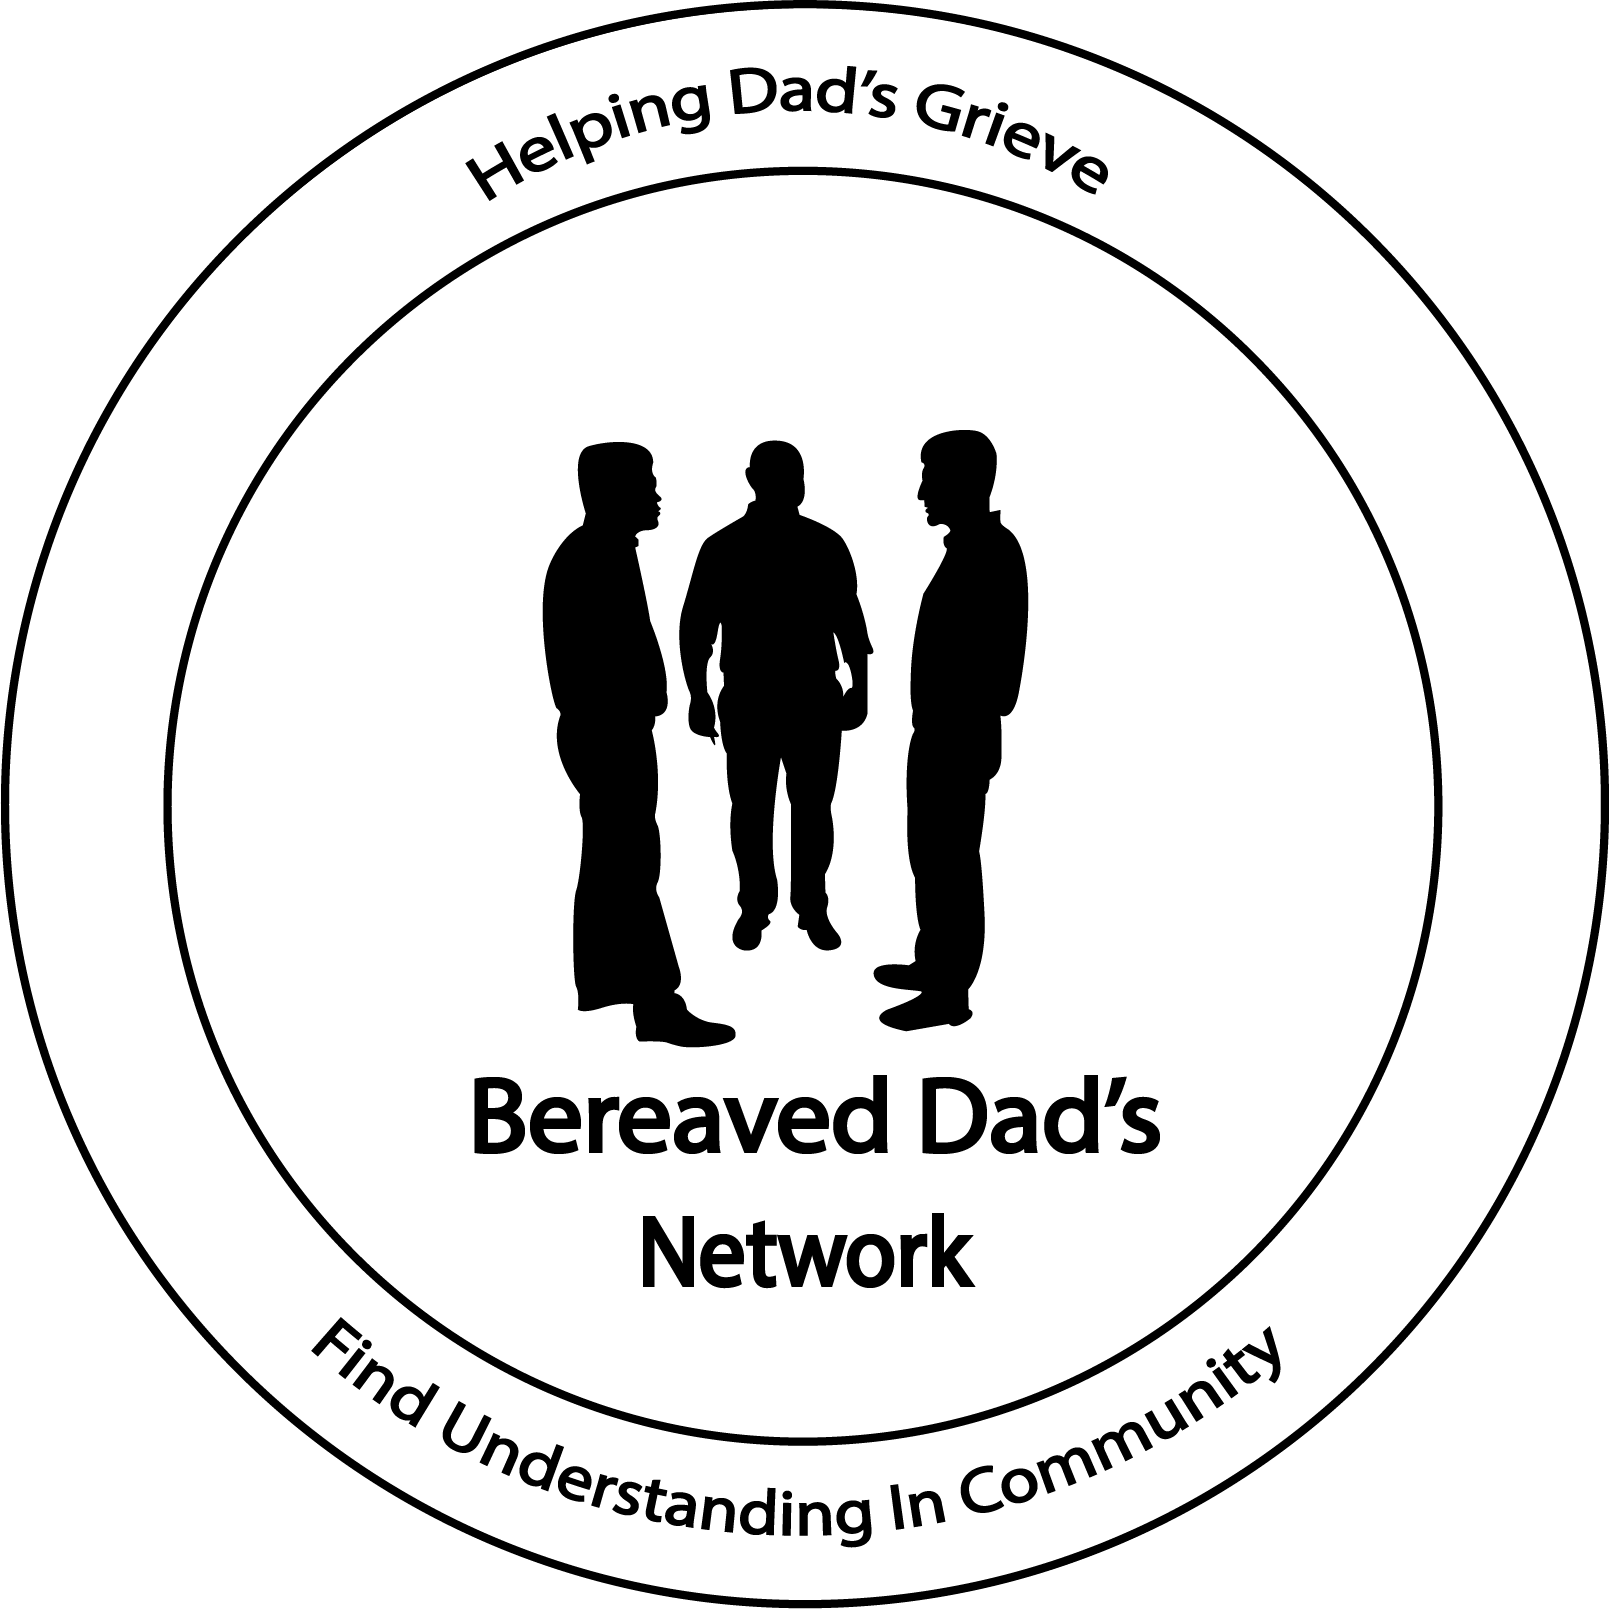 Helping Dad’s Grieve
Bereaved Dad’s
Network
Find Understanding In Community